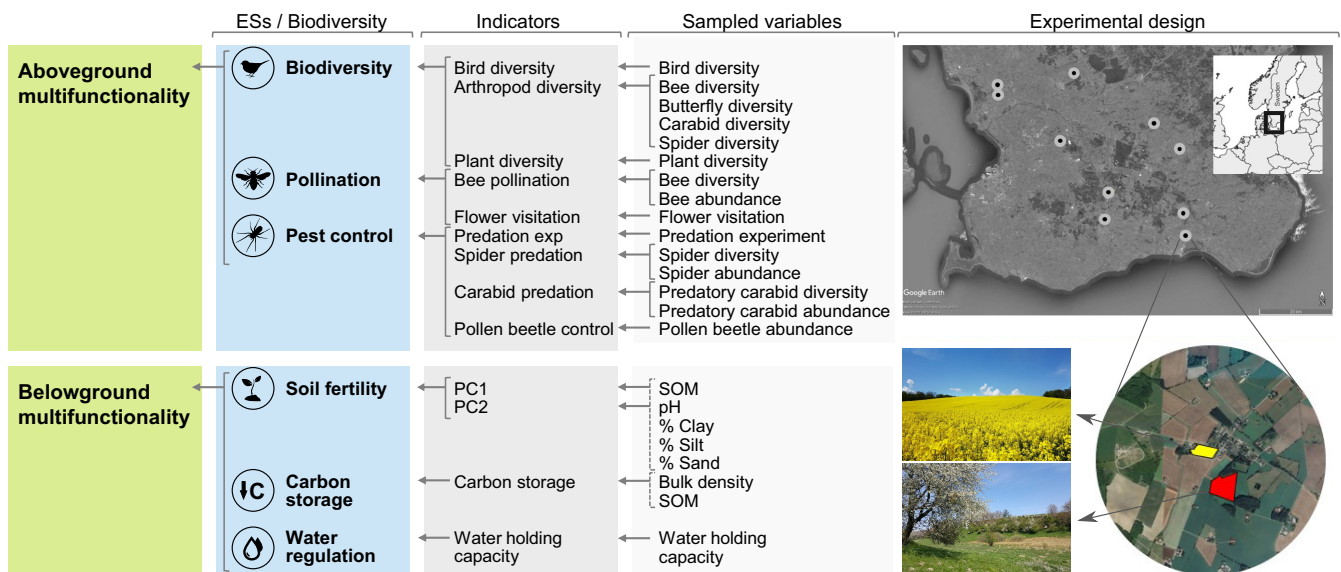 ESs / Biodiversity
Indicators
Sampled variables
Experimental design
Aboveground
multifunctionality
Biodiversity
Pollination
Pest control
Bird diversity
Arthropod diversity
Plant diversity
Bee pollination
Flower visitation
Predation exp
Spider predation
Carabid predation
Pollen beetle control
Bird diversity
Bee diversity
Butterfly diversity
Carabid diversity
Spider diversity
Plant diversity
Bee diversity
Bee abundance
Flower visitation
Predation experiment
Spider diversity
Spider abundance
Predatory carabid diversity
Predatory carabid abundance
Pollen beetle abundance
Sweden
Google Earth
Belowground
multifunctionality
Soil fertility
C
Carbon
storage
Water
regulation
PC1
PC2
Carbon storage
Water holding
capacity
SOM
pH
% Clay
% Silt
% Sand
Bulk density
SOM
Water holding
capacity